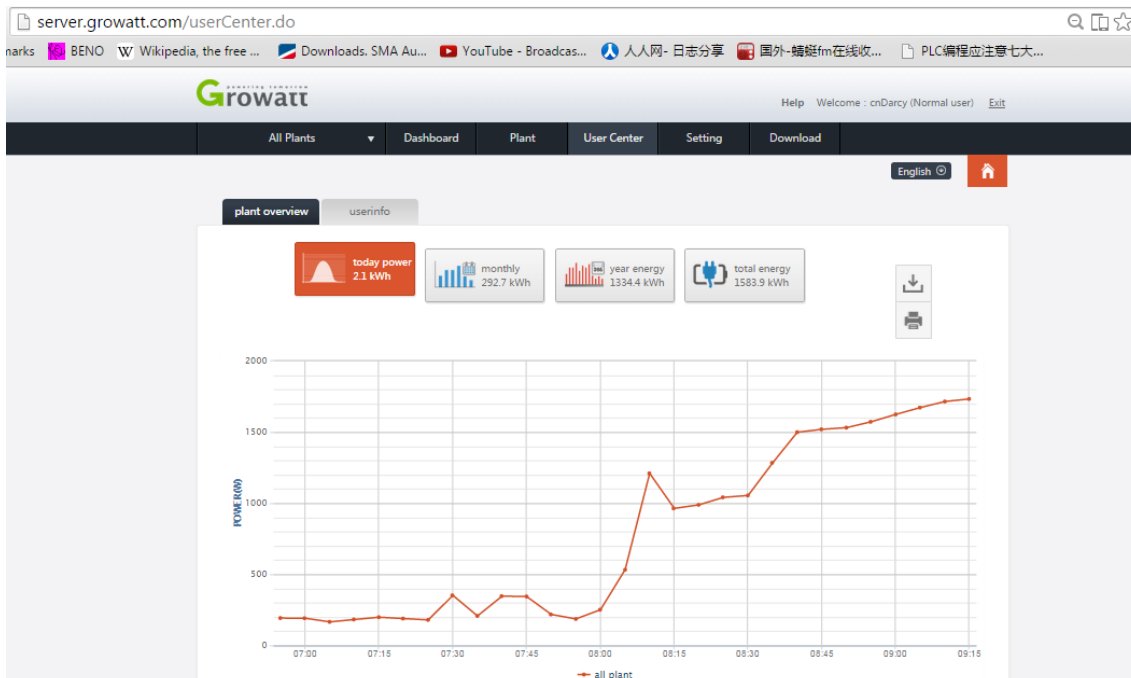 server.growatt.com/userCenter.do
marks BENO Wikipedia, the free ... Downloads. SMA Au... YouTube - Broadcas... 人人网- 日志分享 国外-蜻蜓fm在线收... PLC编程应注意七大...
powering tomorrow
Growatt
Help Welcome : cnDarcy (Normal user) Exit
All Plants Dashboard Plant User Center Setting Download
English
plant overview userinfo
today power monthly year energy total energy
2.1 kWh 292.7 kWh 1334.4 kWh 1583.9 kWh
2000
1500
POWER(W)
1000
500
0
07:00 07:15 07:30 07:45 08:00 08:15 08:30 08:45 09:00 09:15
all plant